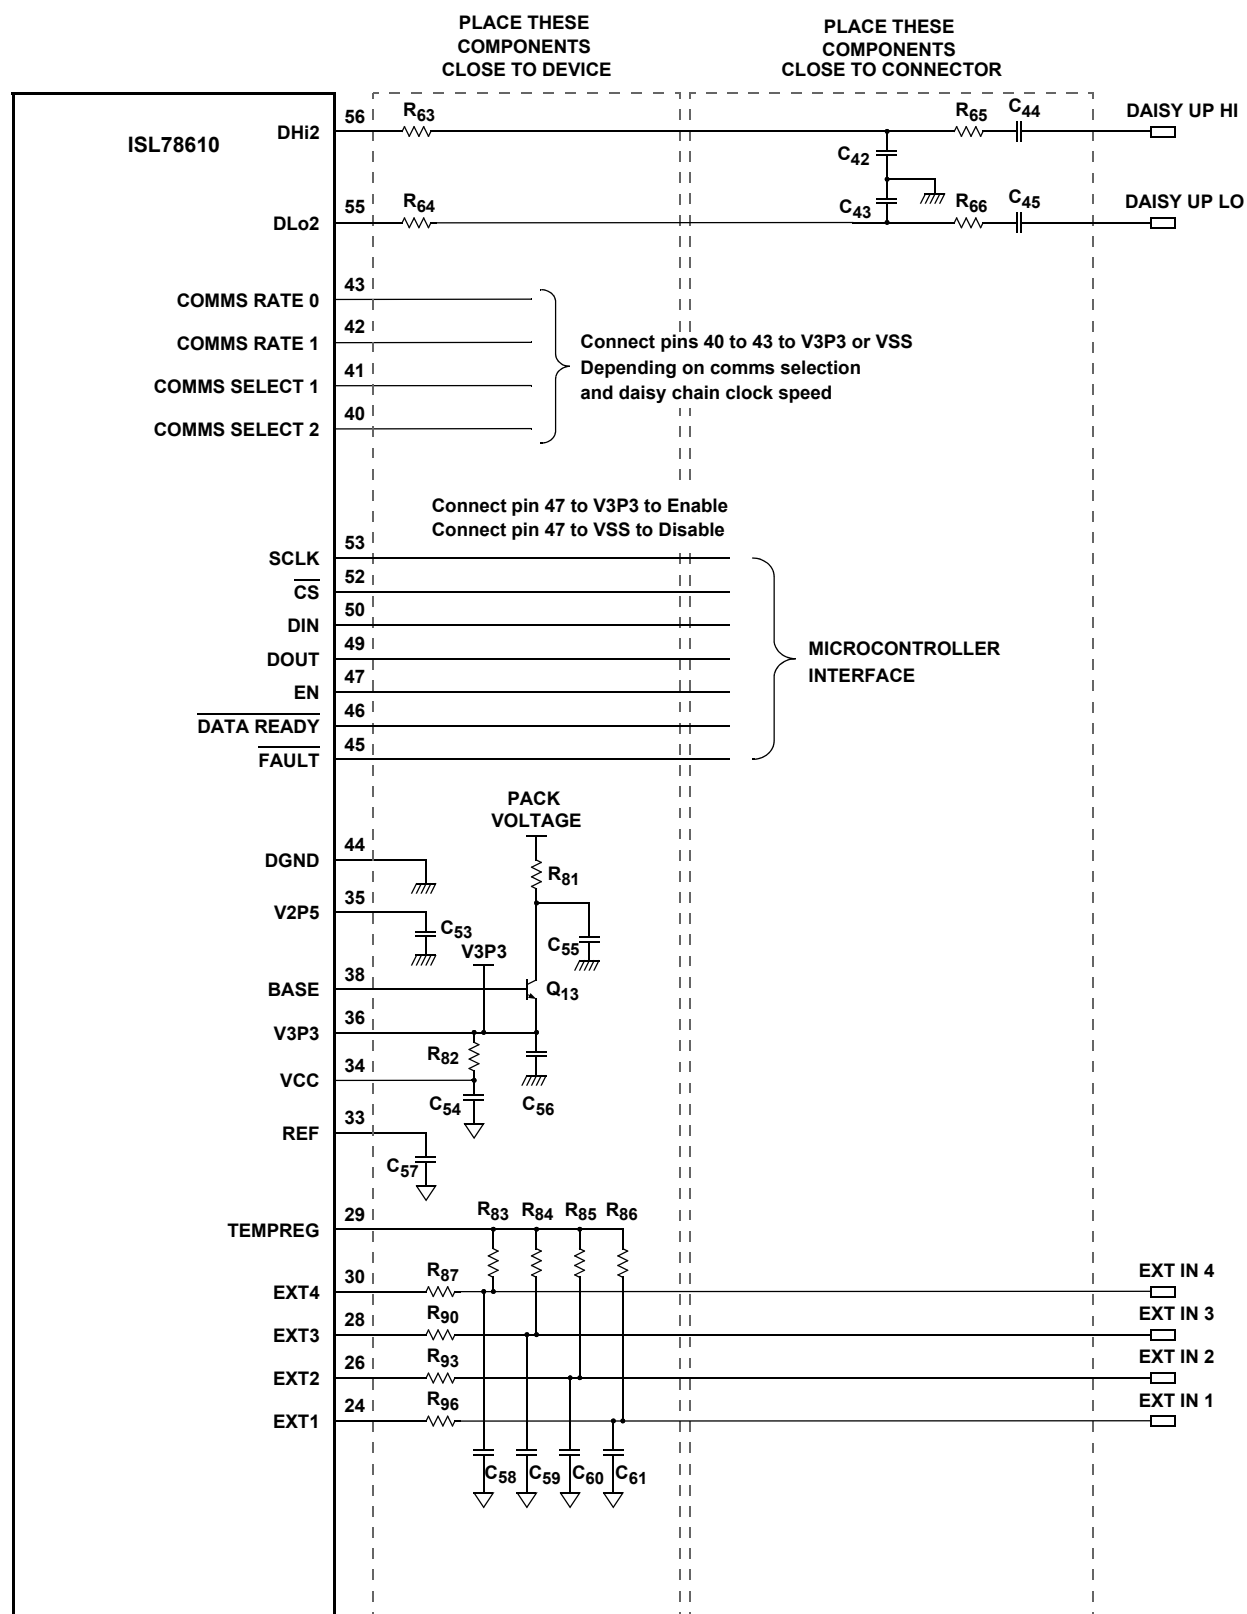 PLACE THESE
COMPONENTS
CLOSE TO DEVICE
PLACE THESE
COMPONENTS
CLOSE TO CONNECTOR
ISL78610
DHi2
56
R63
C42
R65
C44
DAISY UP HI
DLo2
55
R64
C43
R66
C45
DAISY UP LO
COMMS RATE 0
43
COMMS RATE 1
42
COMMS SELECT 1
41
COMMS SELECT 2
40
Connect pins 40 to 43 to V3P3 or VSS
Depending on comms selection
and daisy chain clock speed
Connect pin 47 to V3P3 to Enable
Connect pin 47 to VSS to Disable
SCLK
53
CS
52
DIN
50
DOUT
49
EN
47
DATA READY
46
FAULT
45
MICROCONTROLLER
INTERFACE
PACK
VOLTAGE
DGND
44
R81
V2P5
35
C53
C55
V3P3
BASE
38
Q13
V3P3
36
R82
VCC
34
C54
C56
REF
33
C57
TEMPREG
29
R83
R84
R85
R86
EXT4
30
R87
EXT IN 4
EXT3
28
R90
EXT IN 3
EXT2
26
R93
EXT IN 2
EXT1
24
R96
EXT IN 1
C58
C59
C60
C61